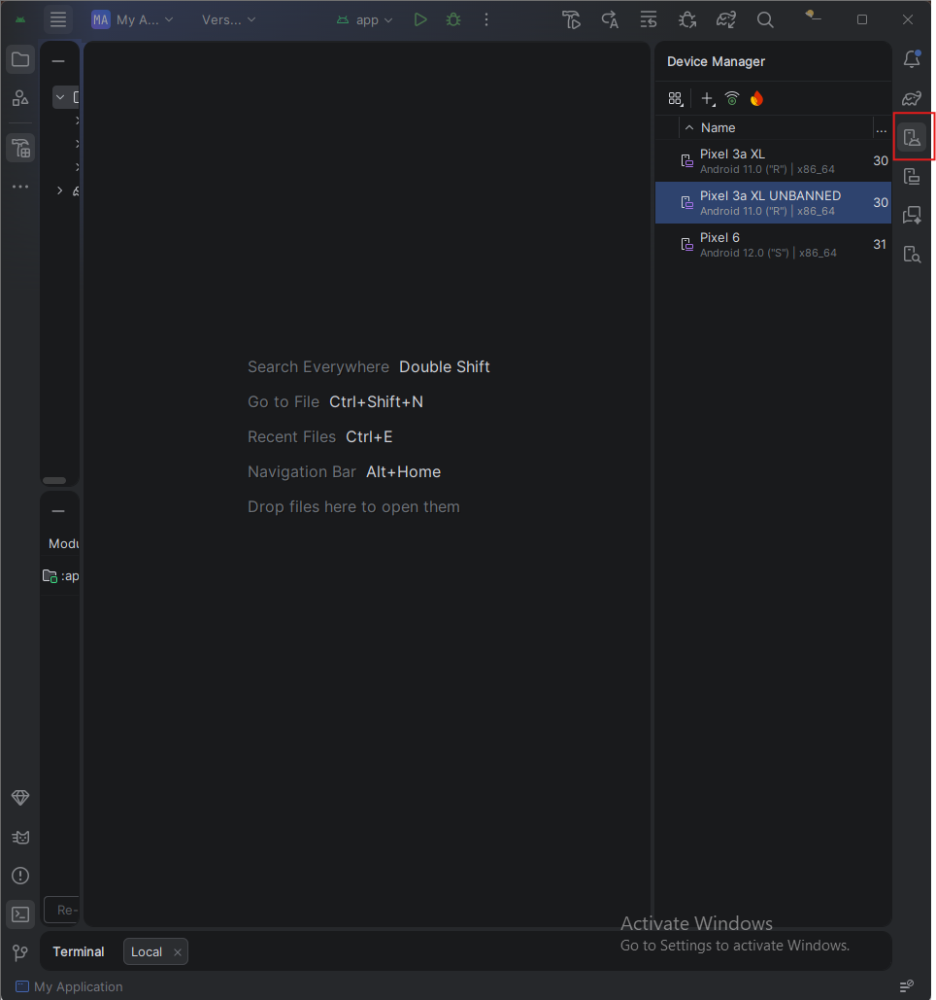 MA My A...
Vers...
app
Device Manager
Name
...
Pixel 3a XL
Android 11.0 ("R") | x86_64
30
Pixel 3a XL UNBANNED
Android 11.0 ("R") | x86_64
30
Pixel 6
Android 12.0 ("S") | x86_64
31
Search Everywhere Double Shift
Go to File Ctrl+Shift+N
Recent Files Ctrl+E
Navigation Bar Alt+Home
Drop files here to open them
Modu
:ap
Re-
Activate Windows
Go to Settings to activate Windows.
Terminal
Local
My Application